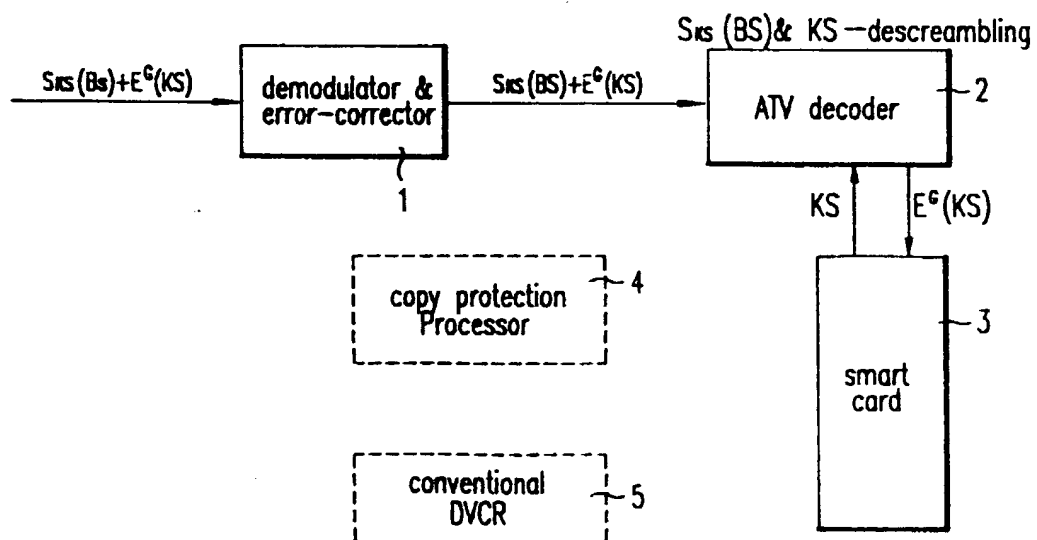 SKS (BS)& KS -descrambling
SKS(BS)+E^G(KS)
demodulator &
error-corrector
1
SKS(BS)+E^G(KS)
ATV decoder
2
KS
E^G(KS)
copy protection
Processor
4
smart
card
3
conventional
DVCR
5